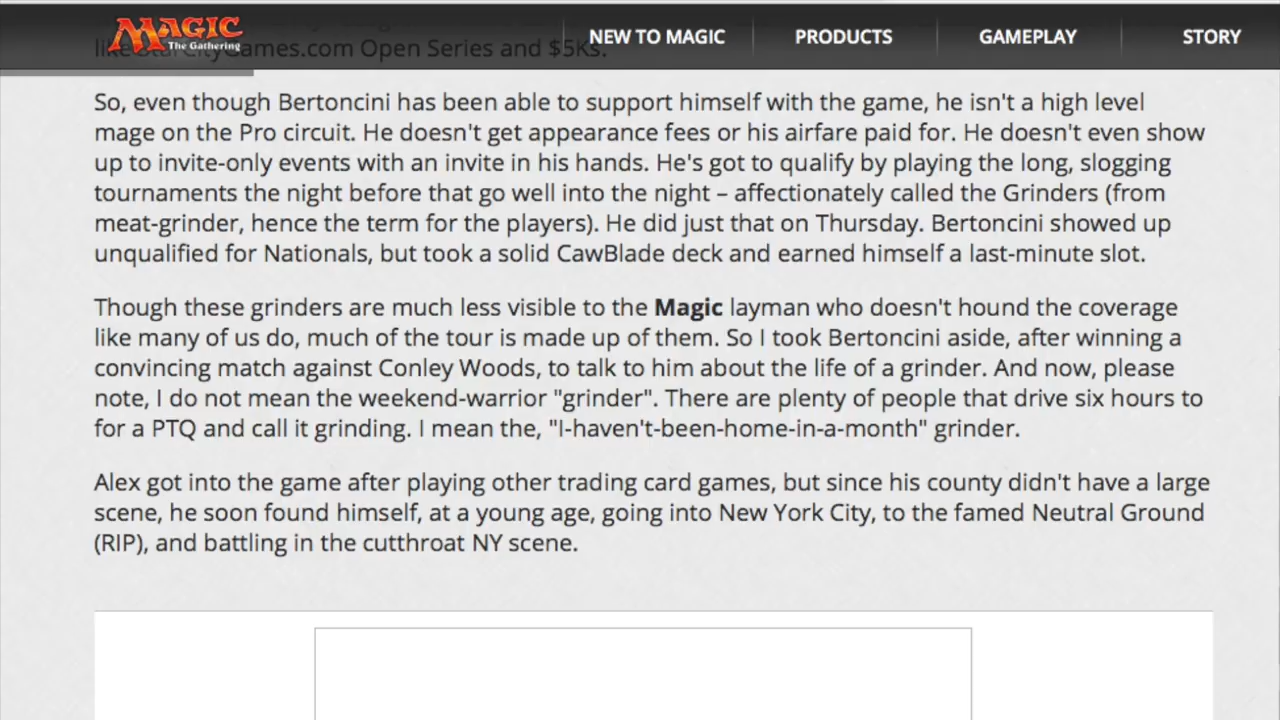 MAGIC
The Gathering
NEW TO MAGIC
PRODUCTS
GAMEPLAY
STORY
like StarCityGames.com Open Series and $5Ks.
So, even though Bertoncini has been able to support himself with the game, he isn't a high level
mage on the Pro circuit. He doesn't get appearance fees or his airfare paid for. He doesn't even show
up to invite-only events with an invite in his hands. He's got to qualify by playing the long, slogging
tournaments the night before that go well into the night – affectionately called the Grinders (from
meat-grinder, hence the term for the players). He did just that on Thursday. Bertoncini showed up
unqualified for Nationals, but took a solid CawBlade deck and earned himself a last-minute slot.
Though these grinders are much less visible to the Magic layman who doesn't hound the coverage
like many of us do, much of the tour is made up of them. So I took Bertoncini aside, after winning a
convincing match against Conley Woods, to talk to him about the life of a grinder. And now, please
note, I do not mean the weekend-warrior "grinder". There are plenty of people that drive six hours to
for a PTQ and call it grinding. I mean the, "I-haven't-been-home-in-a-month" grinder.
Alex got into the game after playing other trading card games, but since his county didn't have a large
scene, he soon found himself, at a young age, going into New York City, to the famed Neutral Ground
(RIP), and battling in the cutthroat NY scene.